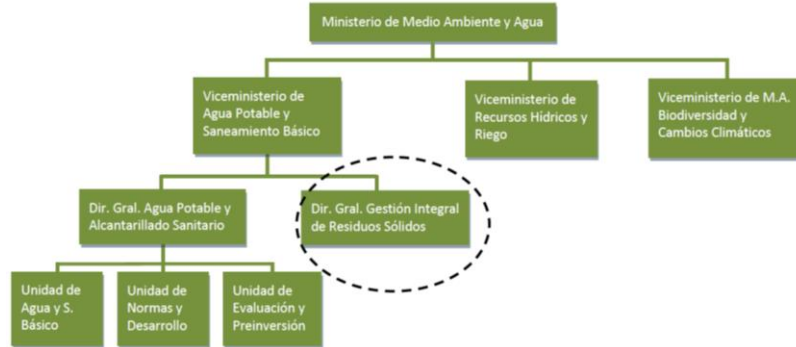 Ministerio de Medio Ambiente y Agua
Viceministerio de
Agua Potable y
Saneamiento Básico
Viceministerio de
Recursos Hídricos y
Riego
Viceministerio de M.A.
Biodiversidad y
Cambios Climáticos
Dir. Gral. Agua Potable y
Alcantarillado Sanitario
Dir. Gral. Gestión Integral
de Residuos Sólidos
Unidad de
Agua y S.
Básico
Unidad de
Normas y
Desarrollo
Unidad de
Evaluación y
Preinversión